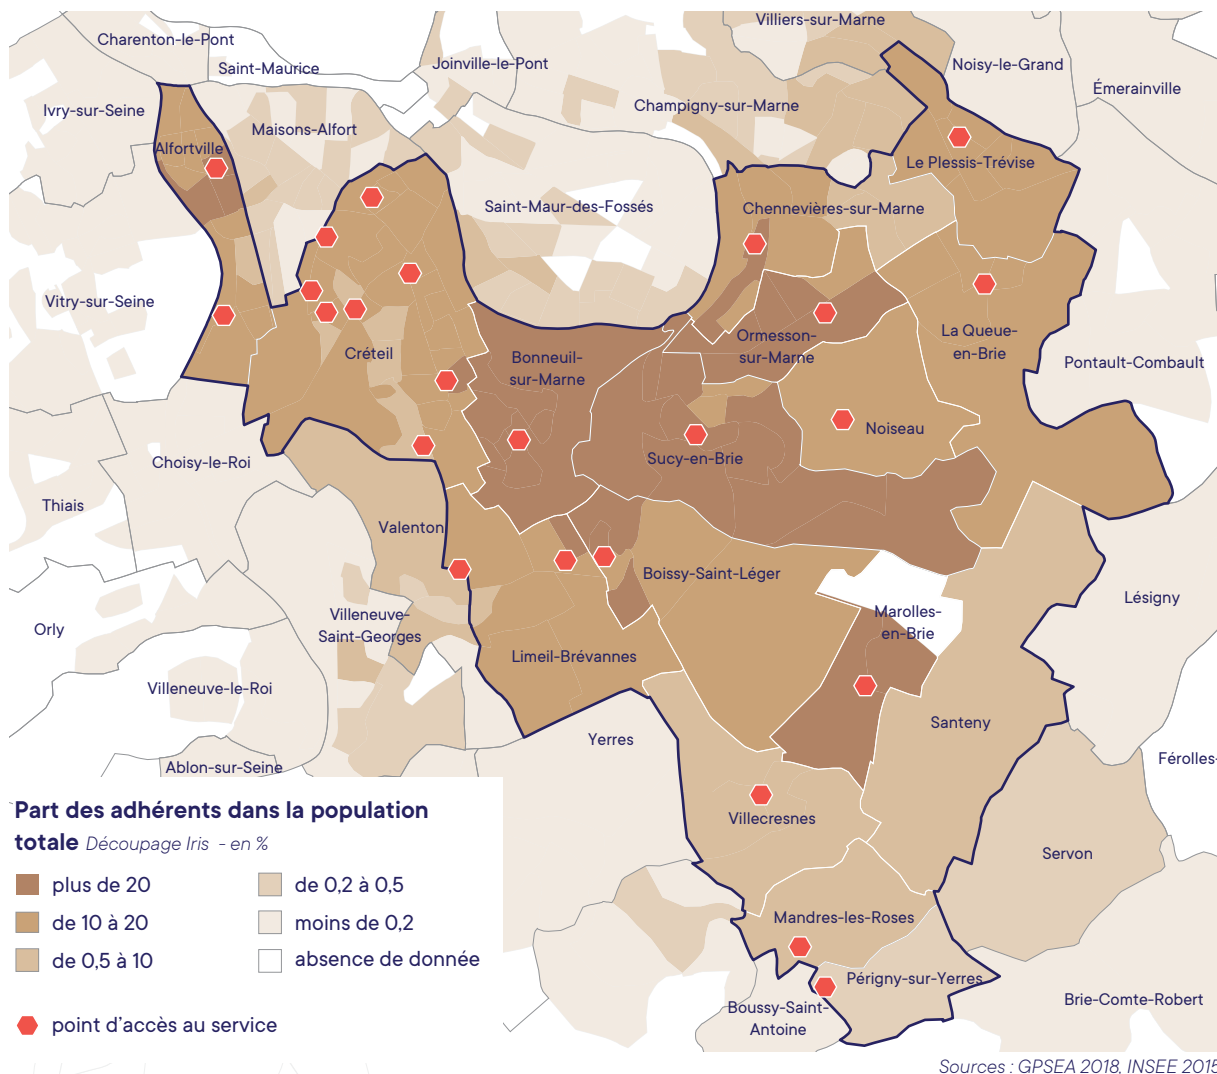 Villiers-sur-Marne
Charenton-le-Pont
Saint-Maurice
Joinville-le-Pont
Noisy-le-Grand
Émerainville
Ivry-sur-Seine
Champigny-sur-Marne
Maisons-Alfort
Alfortville
Le Plessis-Trévise
Saint-Maur-des-Fossés
Chennevières-sur-Marne
Vitry-sur-Seine
La Queue-
en-Brie
Ormesson-
sur-Marne
Créteil
Bonneuil-
sur-Marne
Pontault-Combault
Noiseau
Sucy-en-Brie
Choisy-le-Roi
Thiais
Valenton
Boissy-Saint-Léger
Lésigny
Marolles-
en-Brie
Villeneuve-
Saint-Georges
Orly
Limeil-Brévannes
Villeneuve-le-Roi
Santeny
Yerres
Férolles-
Ablon-sur-Seine
Villecresnes
Servon
Mandres-les-Roses
Périgny-sur-Yerres
Brie-Comte-Robert
Boussy-Saint-
Antoine
Part des adhérents dans la population
totale Découpage Iris - en %
plus de 20
de 10 à 20
de 0,5 à 10
de 0,2 à 0,5
moins de 0,2
absence de donnée
point d'accès au service
Sources : GPSEA 2018, INSEE 2015